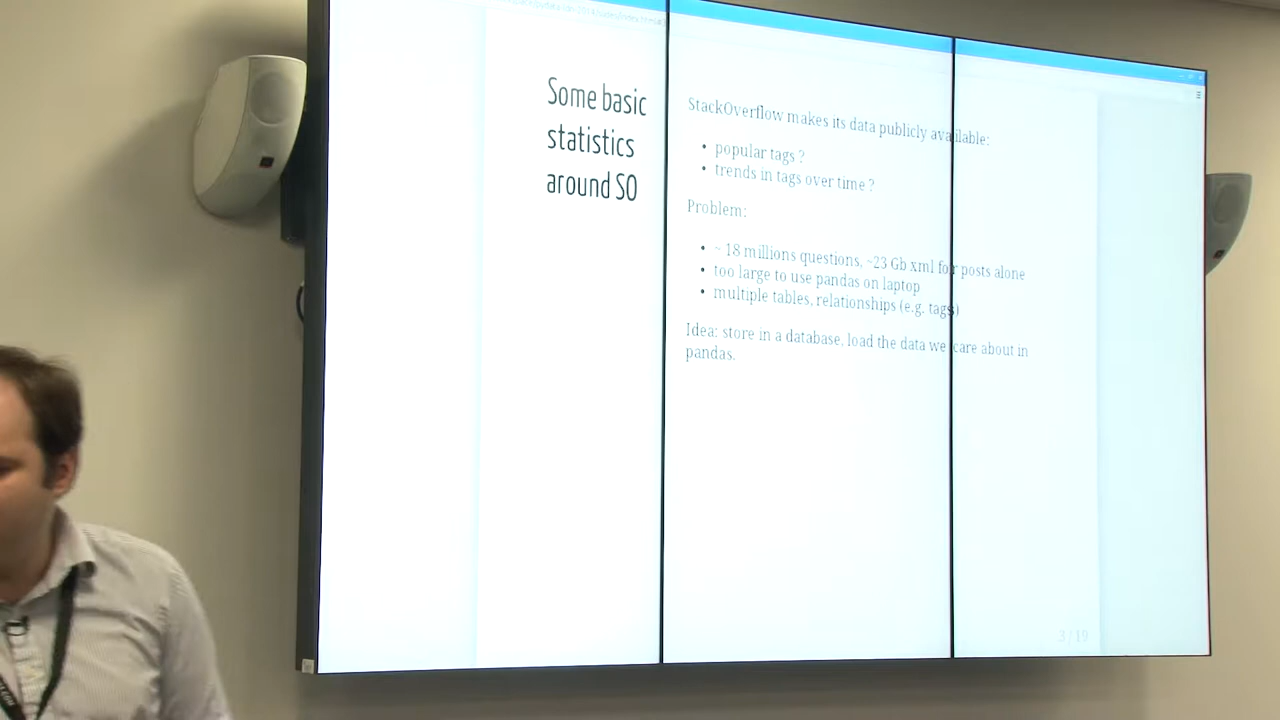 Some basic
statistics
around SO
StackOverflow makes its data publicly available:
• popular tags ?
• trends in tags over time ?
Problem:
• ~ 18 millions questions, ~23 Gb xml for posts alone
• too large to use pandas on laptop
• multiple tables, relationships (e.g. tags)
Idea: store in a database, load the data we care about in
pandas.
3 / 19